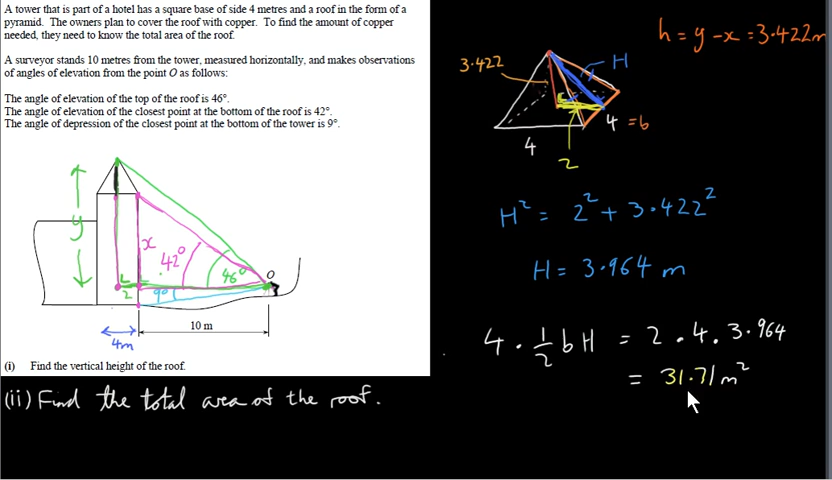 A tower that is part of a hotel has a square base of side 4 metres and a roof in the form of a
pyramid. The owners plan to cover the roof with copper. To find the amount of copper
needed, they need to know the total area of the roof.
A surveyor stands 10 metres from the tower, measured horizontally, and makes observations
of angles of elevation from the point O as follows:
The angle of elevation of the top of the roof is 46°.
The angle of elevation of the closest point at the bottom of the roof is 42°.
The angle of depression of the closest point at the bottom of the tower is 9°.
y
x
42°
46°
O
2
9°
10 m
4m
(i) Find the vertical height of the roof.
(ii) Find the total area of the roof.
h = y - x = 3.422m
3.422
H
4 = b
4
2
H² = 2² + 3.422²
H = 3.964 m
4 · 1/2 bH = 2 . 4 . 3.964
= 31.71 m²